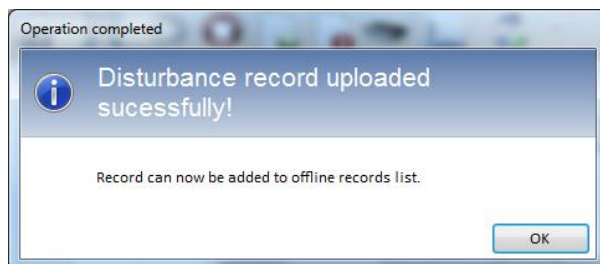 Operation completed
Disturbance record uploaded
sucessfully!
Record can now be added to offline records list.
OK